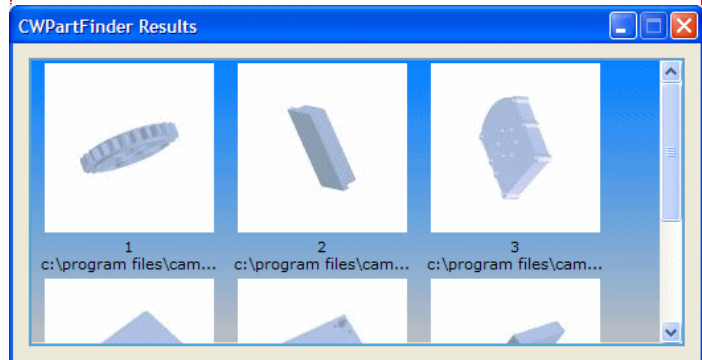 CWPartFinder Results
1
c:\program files\cam...
2
c:\program files\cam...
3
c:\program files\cam...